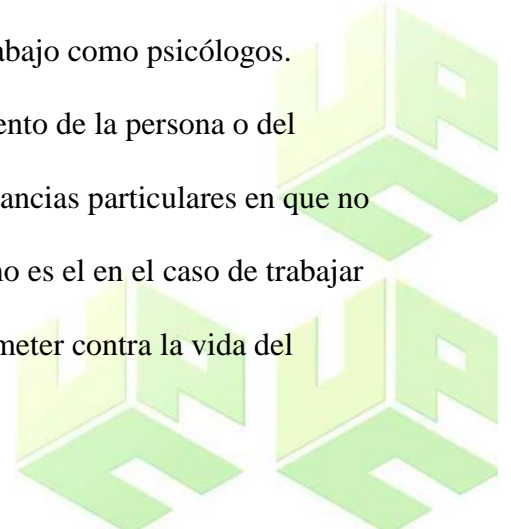 abajo como psicólogos.
ento de la persona o del
ancias particulares en que no
no es el en el caso de trabajar
meter contra la vida del